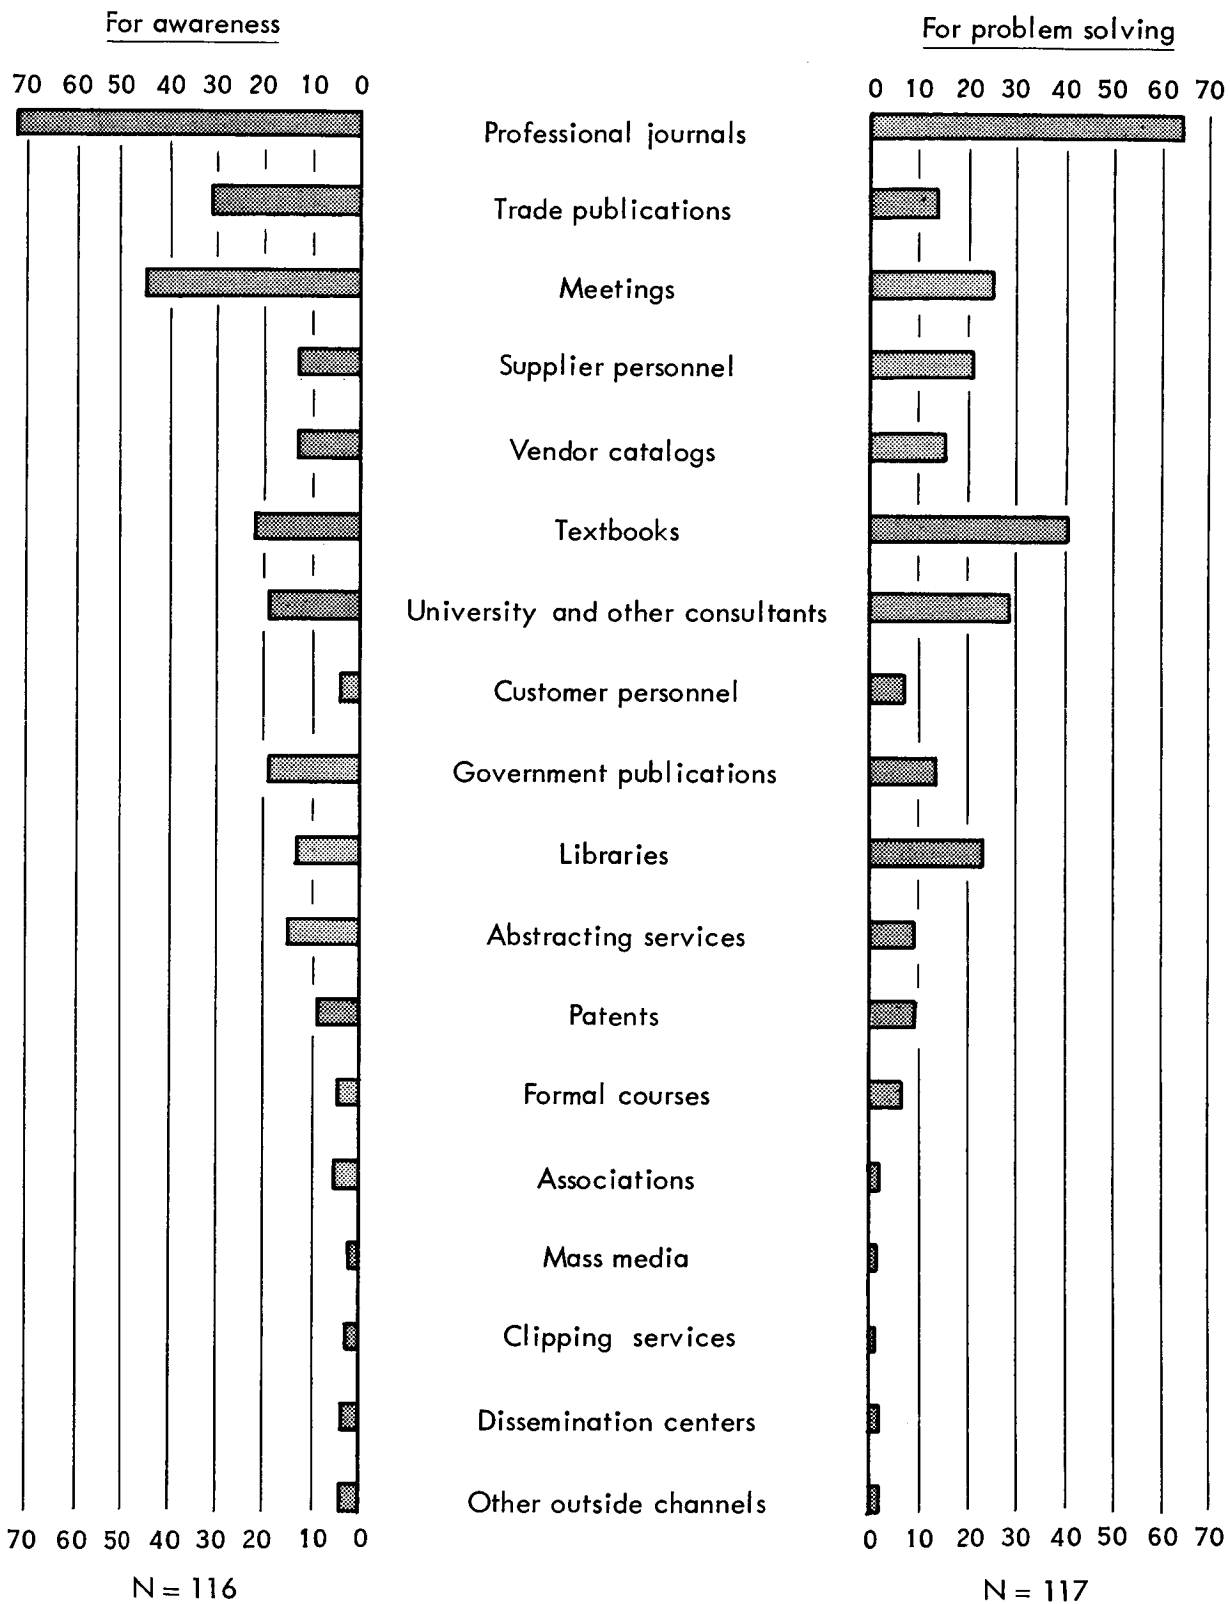 For awareness
For problem solving
70 60 50 40 30 20 10 0
0 10 20 30 40 50 60 70
Professional journals
Trade publications
Meetings
Supplier personnel
Vendor catalogs
Textbooks
University and other consultants
Customer personnel
Government publications
Libraries
Abstracting services
Patents
Formal courses
Associations
Mass media
Clipping services
Dissemination centers
Other outside channels
70 60 50 40 30 20 10 0
0 10 20 30 40 50 60 70
N = 116
N = 117